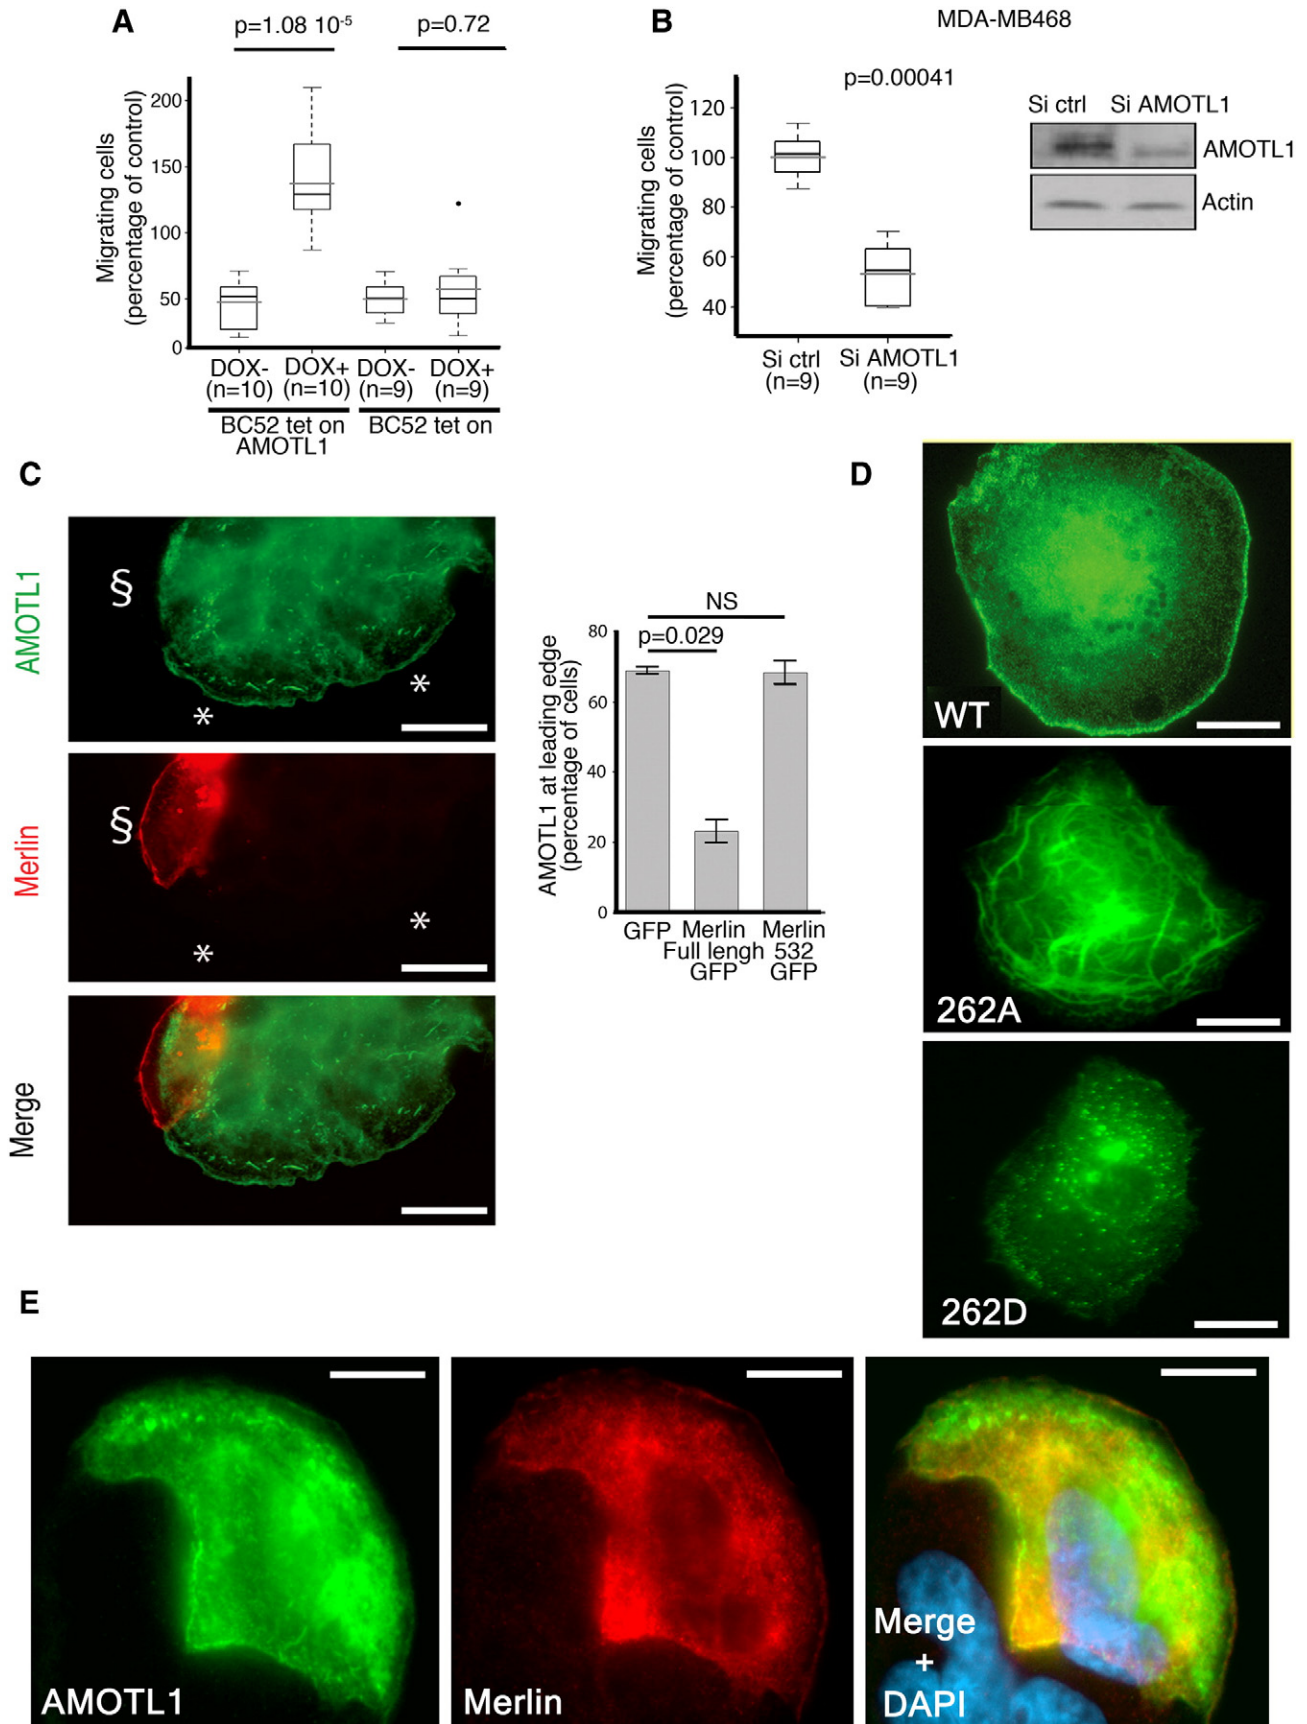 A
p=1.08 10-5
p=0.72
Migrating cells
(percentage of control)
200
150
100
50
0
DOX- DOX+ DOX- DOX+
(n=10) (n=10) (n=9) (n=9)
BC52 tet on
AMOTL1
BC52 tet on
B
MDA-MB468
p=0.00041
Migrating cells
(percentage of control)
120
100
80
60
40
Si ctrl
(n=9)
Si AMOTL1
(n=9)
Si ctrl Si AMOTL1
AMOTL1
Actin
C
AMOTL1
§
*
*
Merlin
§
*
*
Merge
NS
p=0.029
AMOTL1 at leading edge
(percentage of cells)
80
60
40
20
0
GFP
Merlin
Full lengh
GFP
Merlin
532
GFP
D
WT
262A
262D
E
AMOTL1
Merlin
Merge
+
DAPI